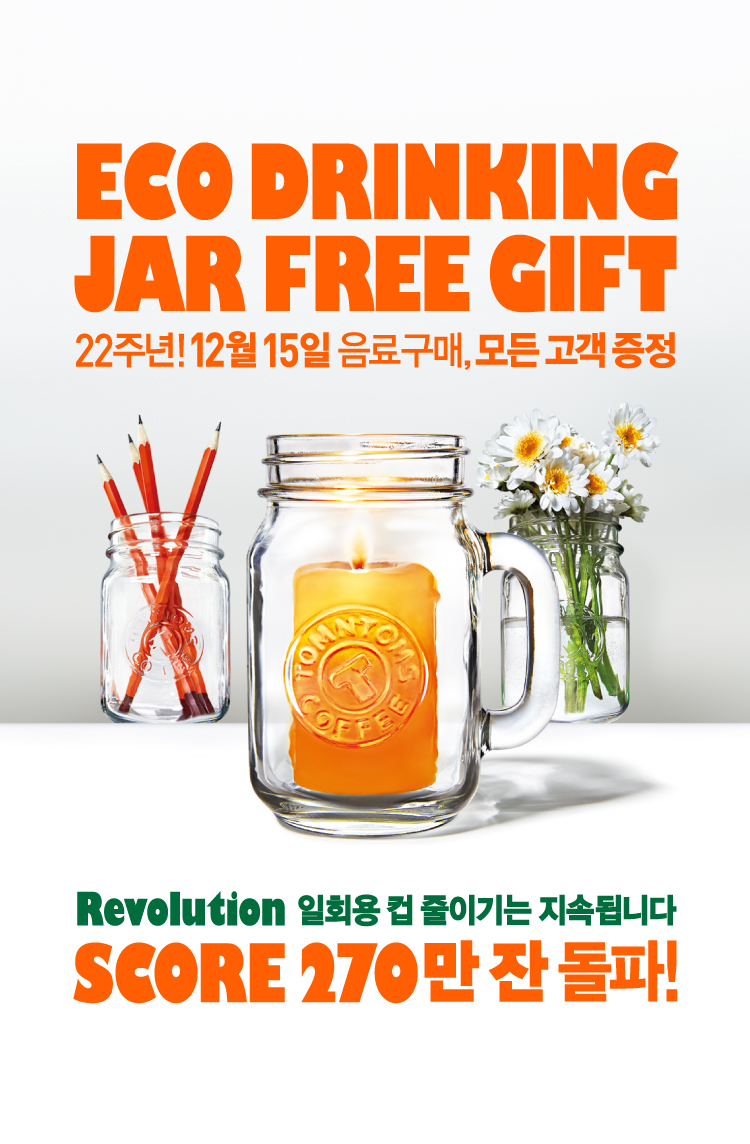 ECO DRINKING
JAR FREE GIFT
22주년! 12월 15일 음료구매, 모든 고객 증정
TOMNTOMS
COFFEE
Revolution 일회용 컵 줄이기는 지속됩니다
SCORE 270만 잔 돌파!